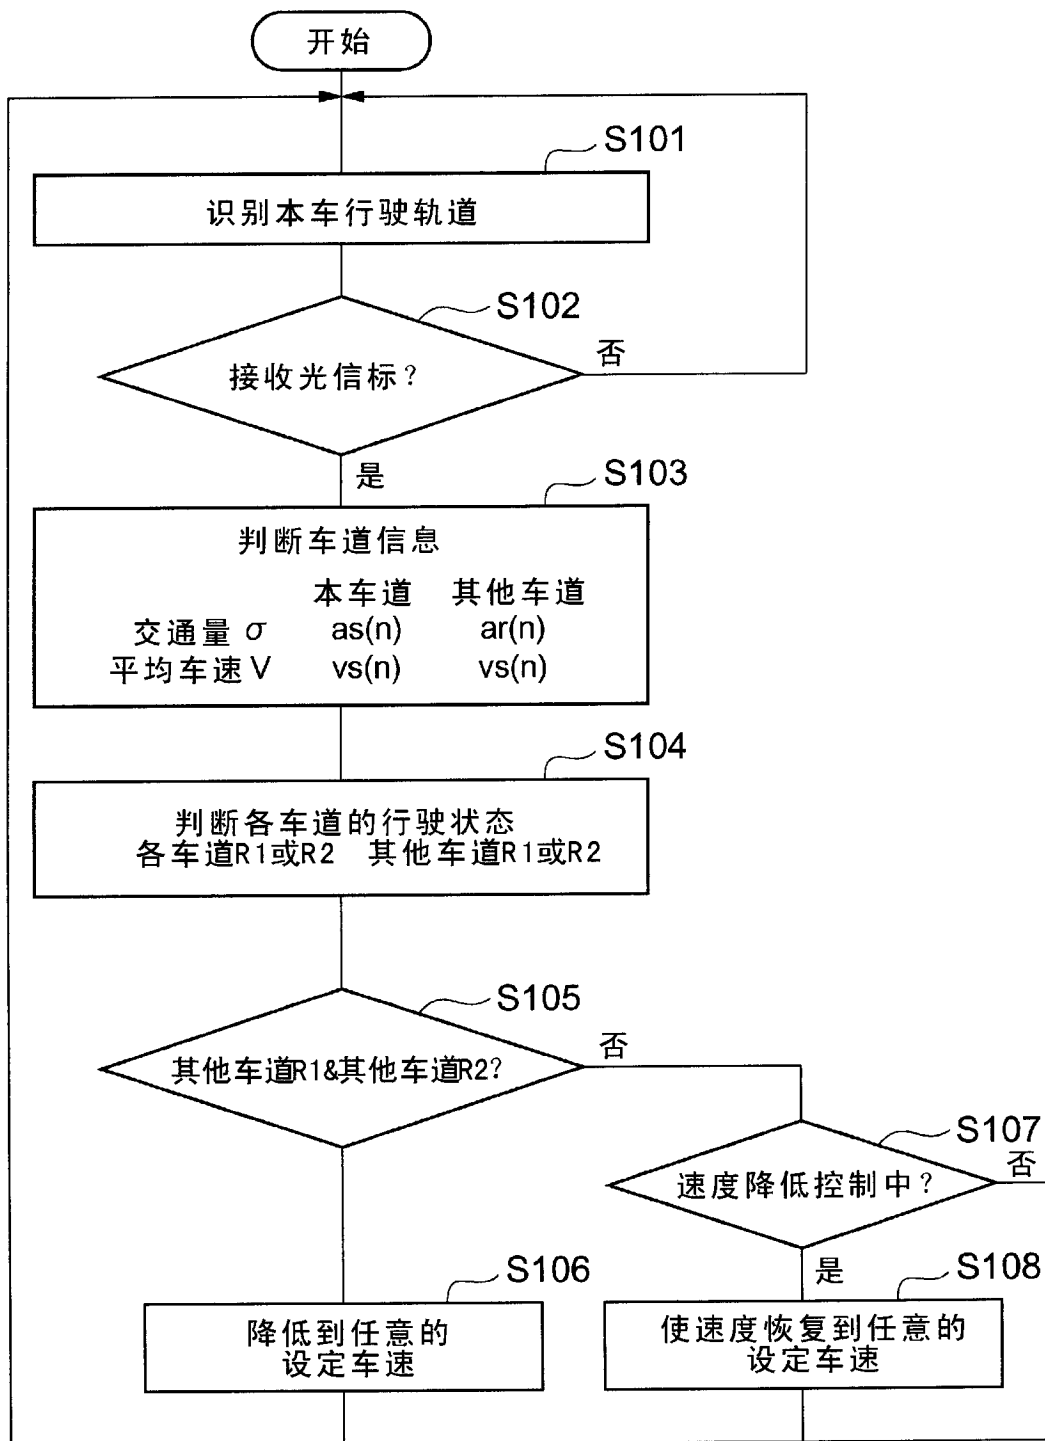 开始
S101
识别本车行驶轨道
S102
接收光信标?
否
是
S103
判断车道信息
本车道 其他车道
交通量 σ as(n) ar(n)
平均车速 V vs(n) vs(n)
S104
判断各车道的行驶状态
各车道R1或R2 其他车道R1或R2
S105
其他车道R1&其他车道R2?
否
S107
速度降低控制中?
否
是
S106
降低到任意的
设定车速
S108
使速度恢复到任意的
设定车速